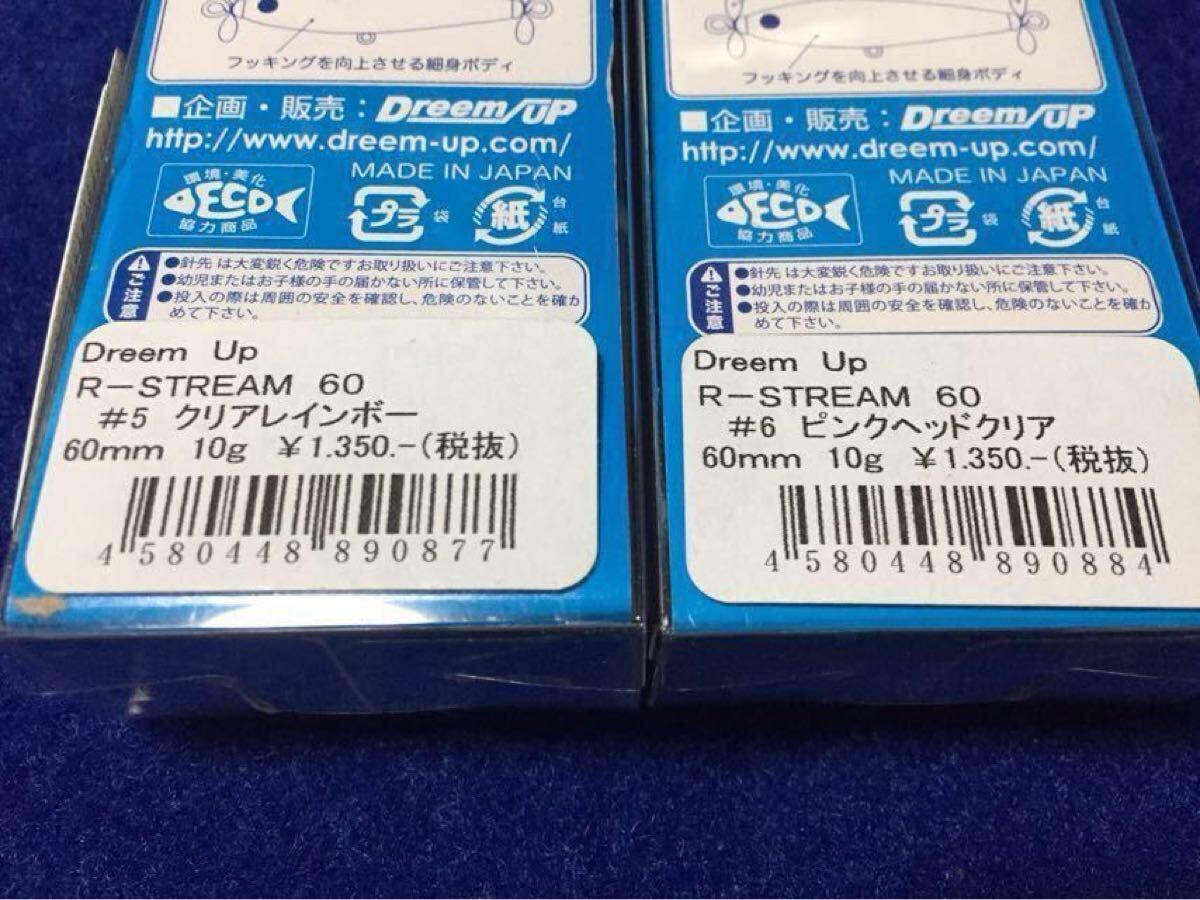 フッキングを向上させる細身ボディ
■企画・販売：Dreem/UP
http://www.dreem-up.com/
MADE IN JAPAN
環境・美化
ECO
協力商品
プラ
袋
紙
台紙
ご注意
●針先は大変鋭く危険ですお取り扱いにご注意下さい。
●幼児またはお子様の手の届かない所に保管して下さい。
●投入の際は周囲の安全を確認し、危険のないことを確か
めて下さい。
Dreem Up
R-STREAM 60
#5 クリアレインボー
60mm 10g ￥1.350.-(税抜)
4 580448 890877
フッキングを向上させる細身ボディ
■企画・販売：Dreem/UP
http://www.dreem-up.com/
MADE IN JAPAN
環境・美化
ECO
協力商品
プラ
袋
紙
台紙
ご注意
●針先は大変鋭く危険ですお取り扱いにご注意下さい。
●幼児またはお子様の手の届かない所に保管して下さい。
●投入の際は周囲の安全を確認し、危険のないことを確か
めて下さい。
Dreem Up
R-STREAM 60
#6 ピンクヘッドクリア
60mm 10g ￥1.350.-(税抜)
4 580448 890884